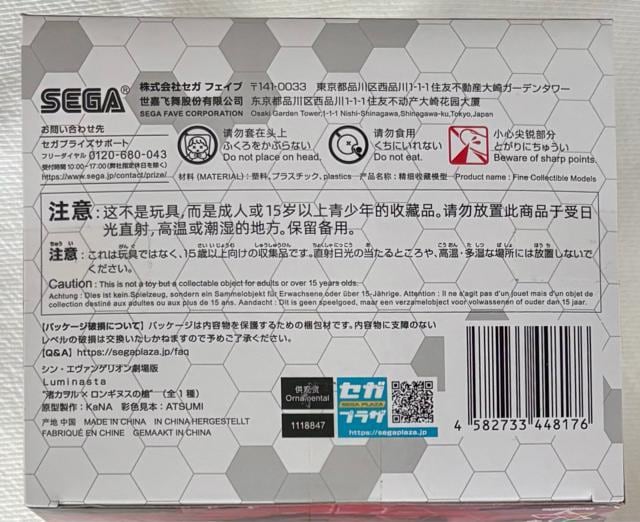 SEGA®
株式会社セガ フェイブ 〒141-0033 東京都品川区西品川1-1-1住友不動産大崎ガーデンタワー
世嘉飞舞股份有限公司 东京都品川区西品川1-1-1住友不动产大崎花园大厦
SEGA FAVE CORPORATION Osaki Garden Tower,1-1-1 Nishi-Shinagawa,Shinagawa-ku,Tokyo,Japan
お問い合わせ先
セガプライズサポート
フリーダイヤル 0120-680-043
受付時間 10:00~17:00(弊社指定休日を除く)
https://www.sega.jp/contact/prize/
请勿套在头上
ふくろをかぶらない
Do not place on head.
请勿食用
くちにいれない
Do not eat.
小心尖锐部分
とがりにちゅうい
Beware of sharp points.
材料 (MATERIAL) : 塑料, プラスチック, plastics 产品名称 : 精细收藏模型 Product name : Fine Collectible Models
注意 : 这不是玩具,而是成人或15岁以上青少年的收藏品。请勿放置此商品于受日
光直射,高温或潮湿的地方。保留备用。
注意 : これは玩具ではなく、15歳以上向けの収集品です。直射日光の当たるところや、高温・多湿な場所には放置しないで
ください。
Caution : This is not a toy but a collectable object for adults or over 15 years olds.
Achtung : Dies ist kein Spielzeug, sondern ein Sammelobjekt für Erwachsene oder über 15-Jährige. Attention : Il ne s'agit pas d'un jouet mais d'un objet de
collection destiné aux adultes ou aux plus de 15 ans. Aandacht : Dit is geen speelgoed, maar een verzamelobject voor volwassenen of ouder dan 15 jaar.
【パッケージ破損について】パッケージは内容物を保護するための梱包材です。内容物に支障のない
レベルの破損は交換いたしかねますので予めご了承ください。
【Q&A】https://segaplaza.jp/faq
シン・エヴァンゲリオン劇場版
Luminasta
"渚カヲル×ロンギヌスの槍" (全1種)
原型製作 : KaNA 彩色見本 : ATSUMI
产地 中国 MADE IN CHINA IN CHINA HERGESTELLT
FABRIQUÉ EN CHINE GEMAAKT IN CHINA
供观赏
Ornamental
1118847
セガ
SEGA PLAZA
プラザ
https://segaplaza.jp
4 582733 448176